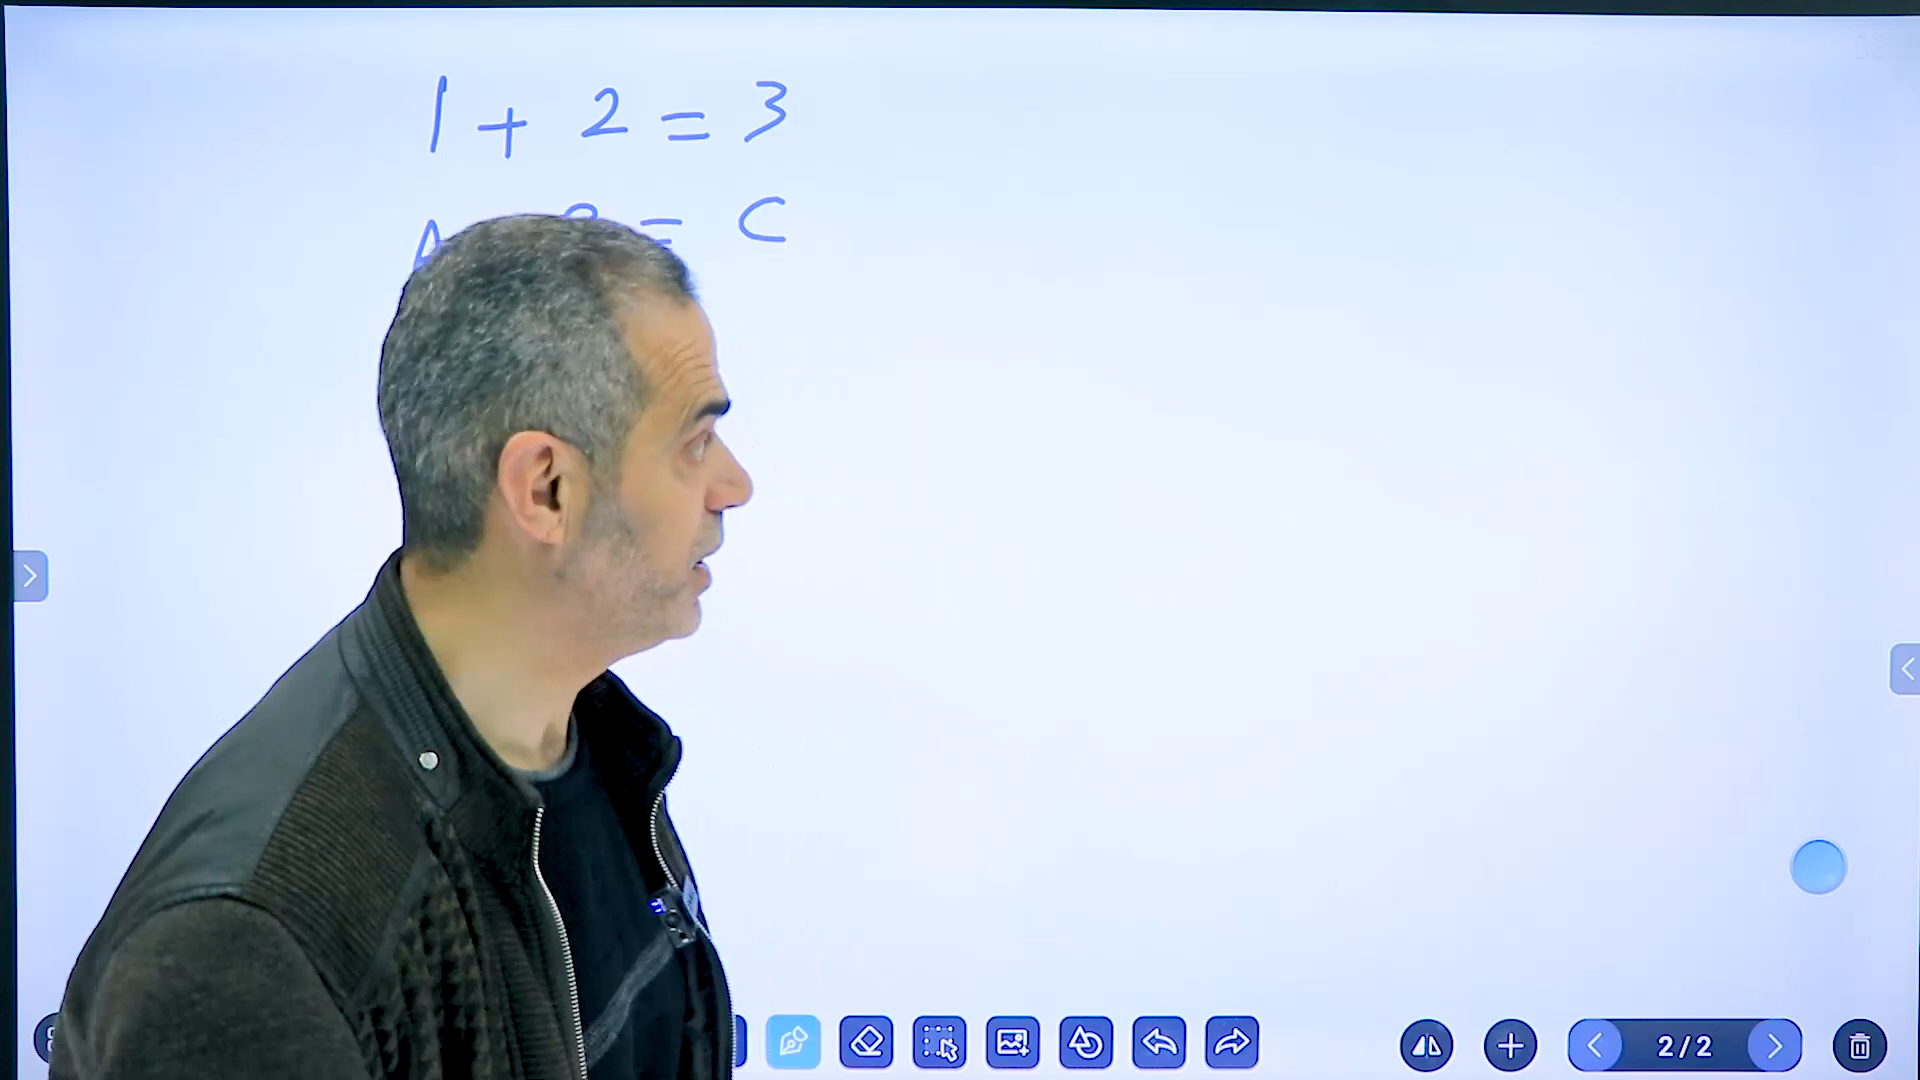 1 + 2 = 3
A = C
2/2